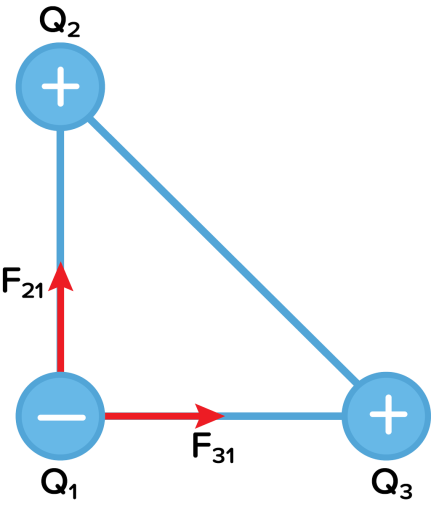 Q₂
+
F₂₁
−
+
F₃₁
Q₁
Q₃